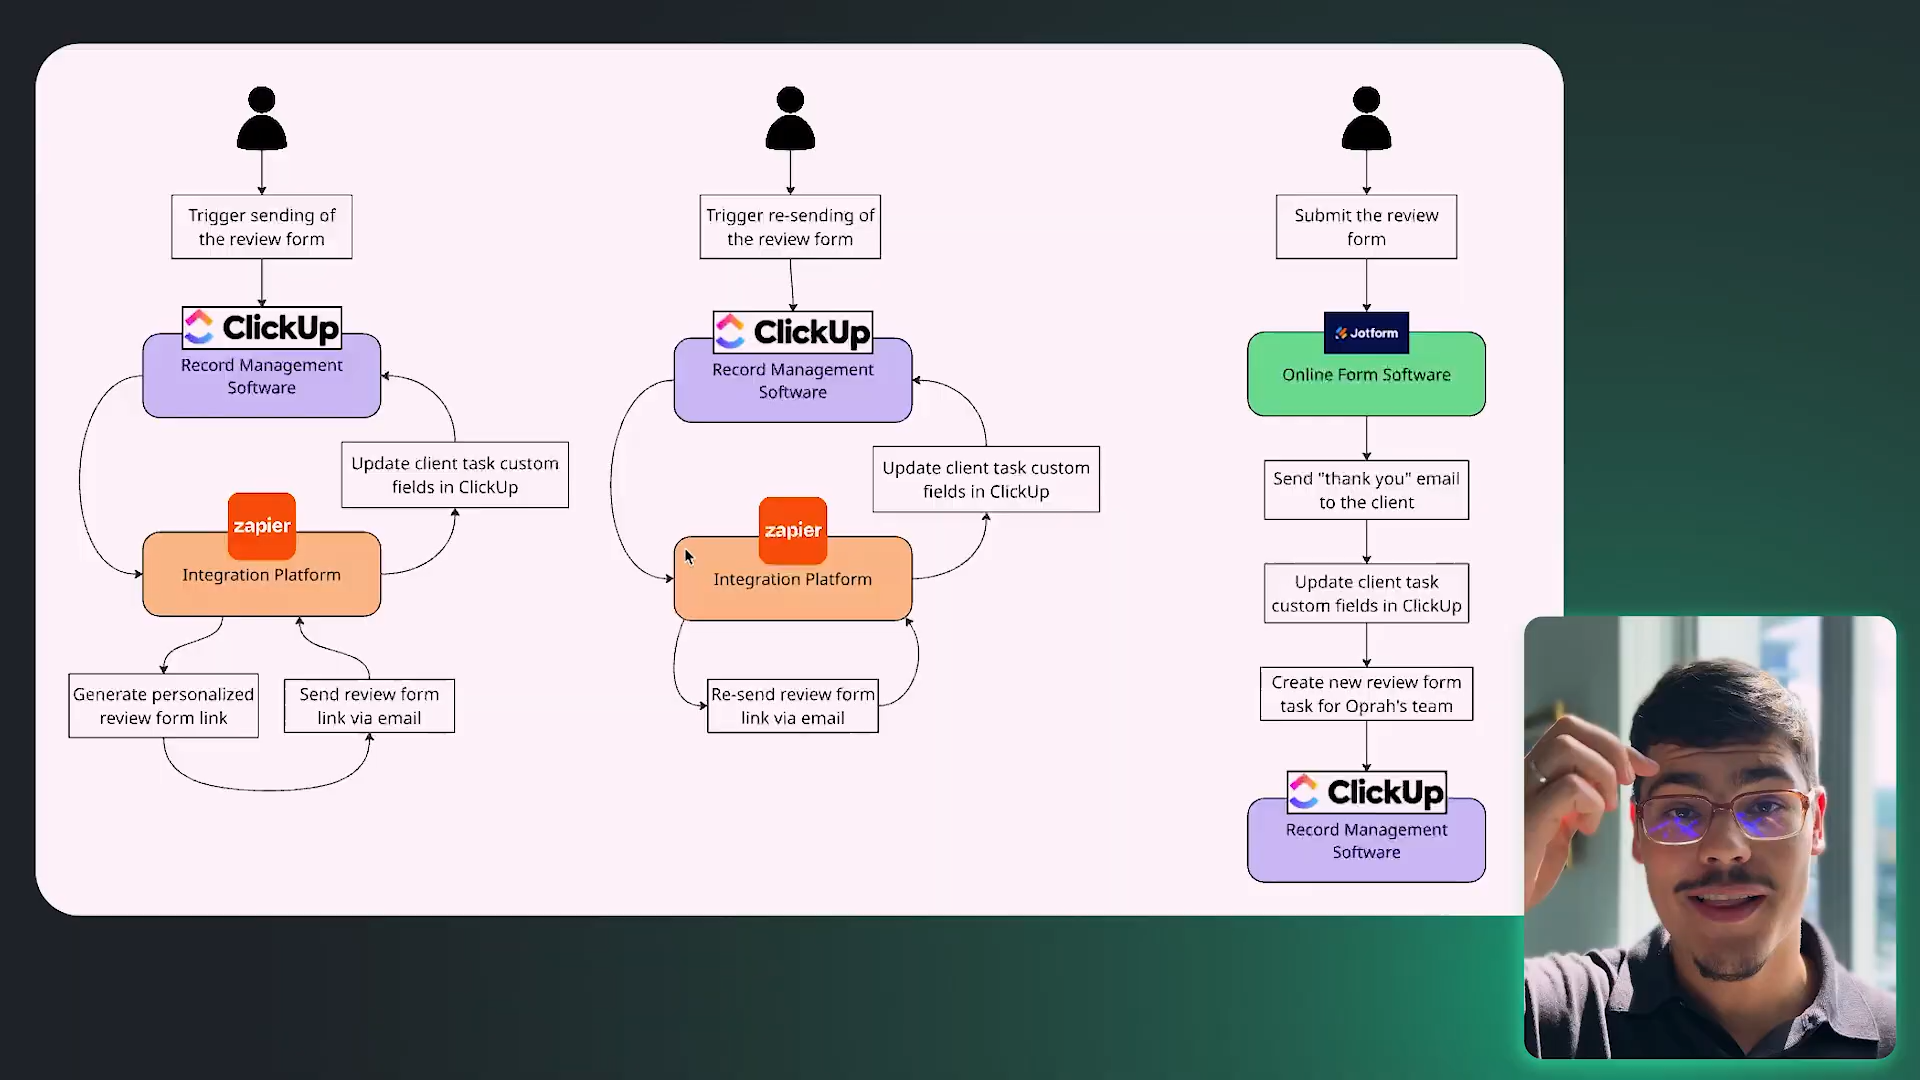 Trigger sending of
the review form
ClickUp
Record Management
Software
Update client task custom
fields in ClickUp
zapier
Integration Platform
Generate personalized
review form link
Send review form
link via email
Trigger re-sending of
the review form
ClickUp
Record Management
Software
Update client task custom
fields in ClickUp
zapier
Integration Platform
Re-send review form
link via email
Submit the review
form
Jotform
Online Form Software
Send "thank you" email
to the client
Update client task
custom fields in ClickUp
Create new review form
task for Oprah's team
ClickUp
Record Management
Software